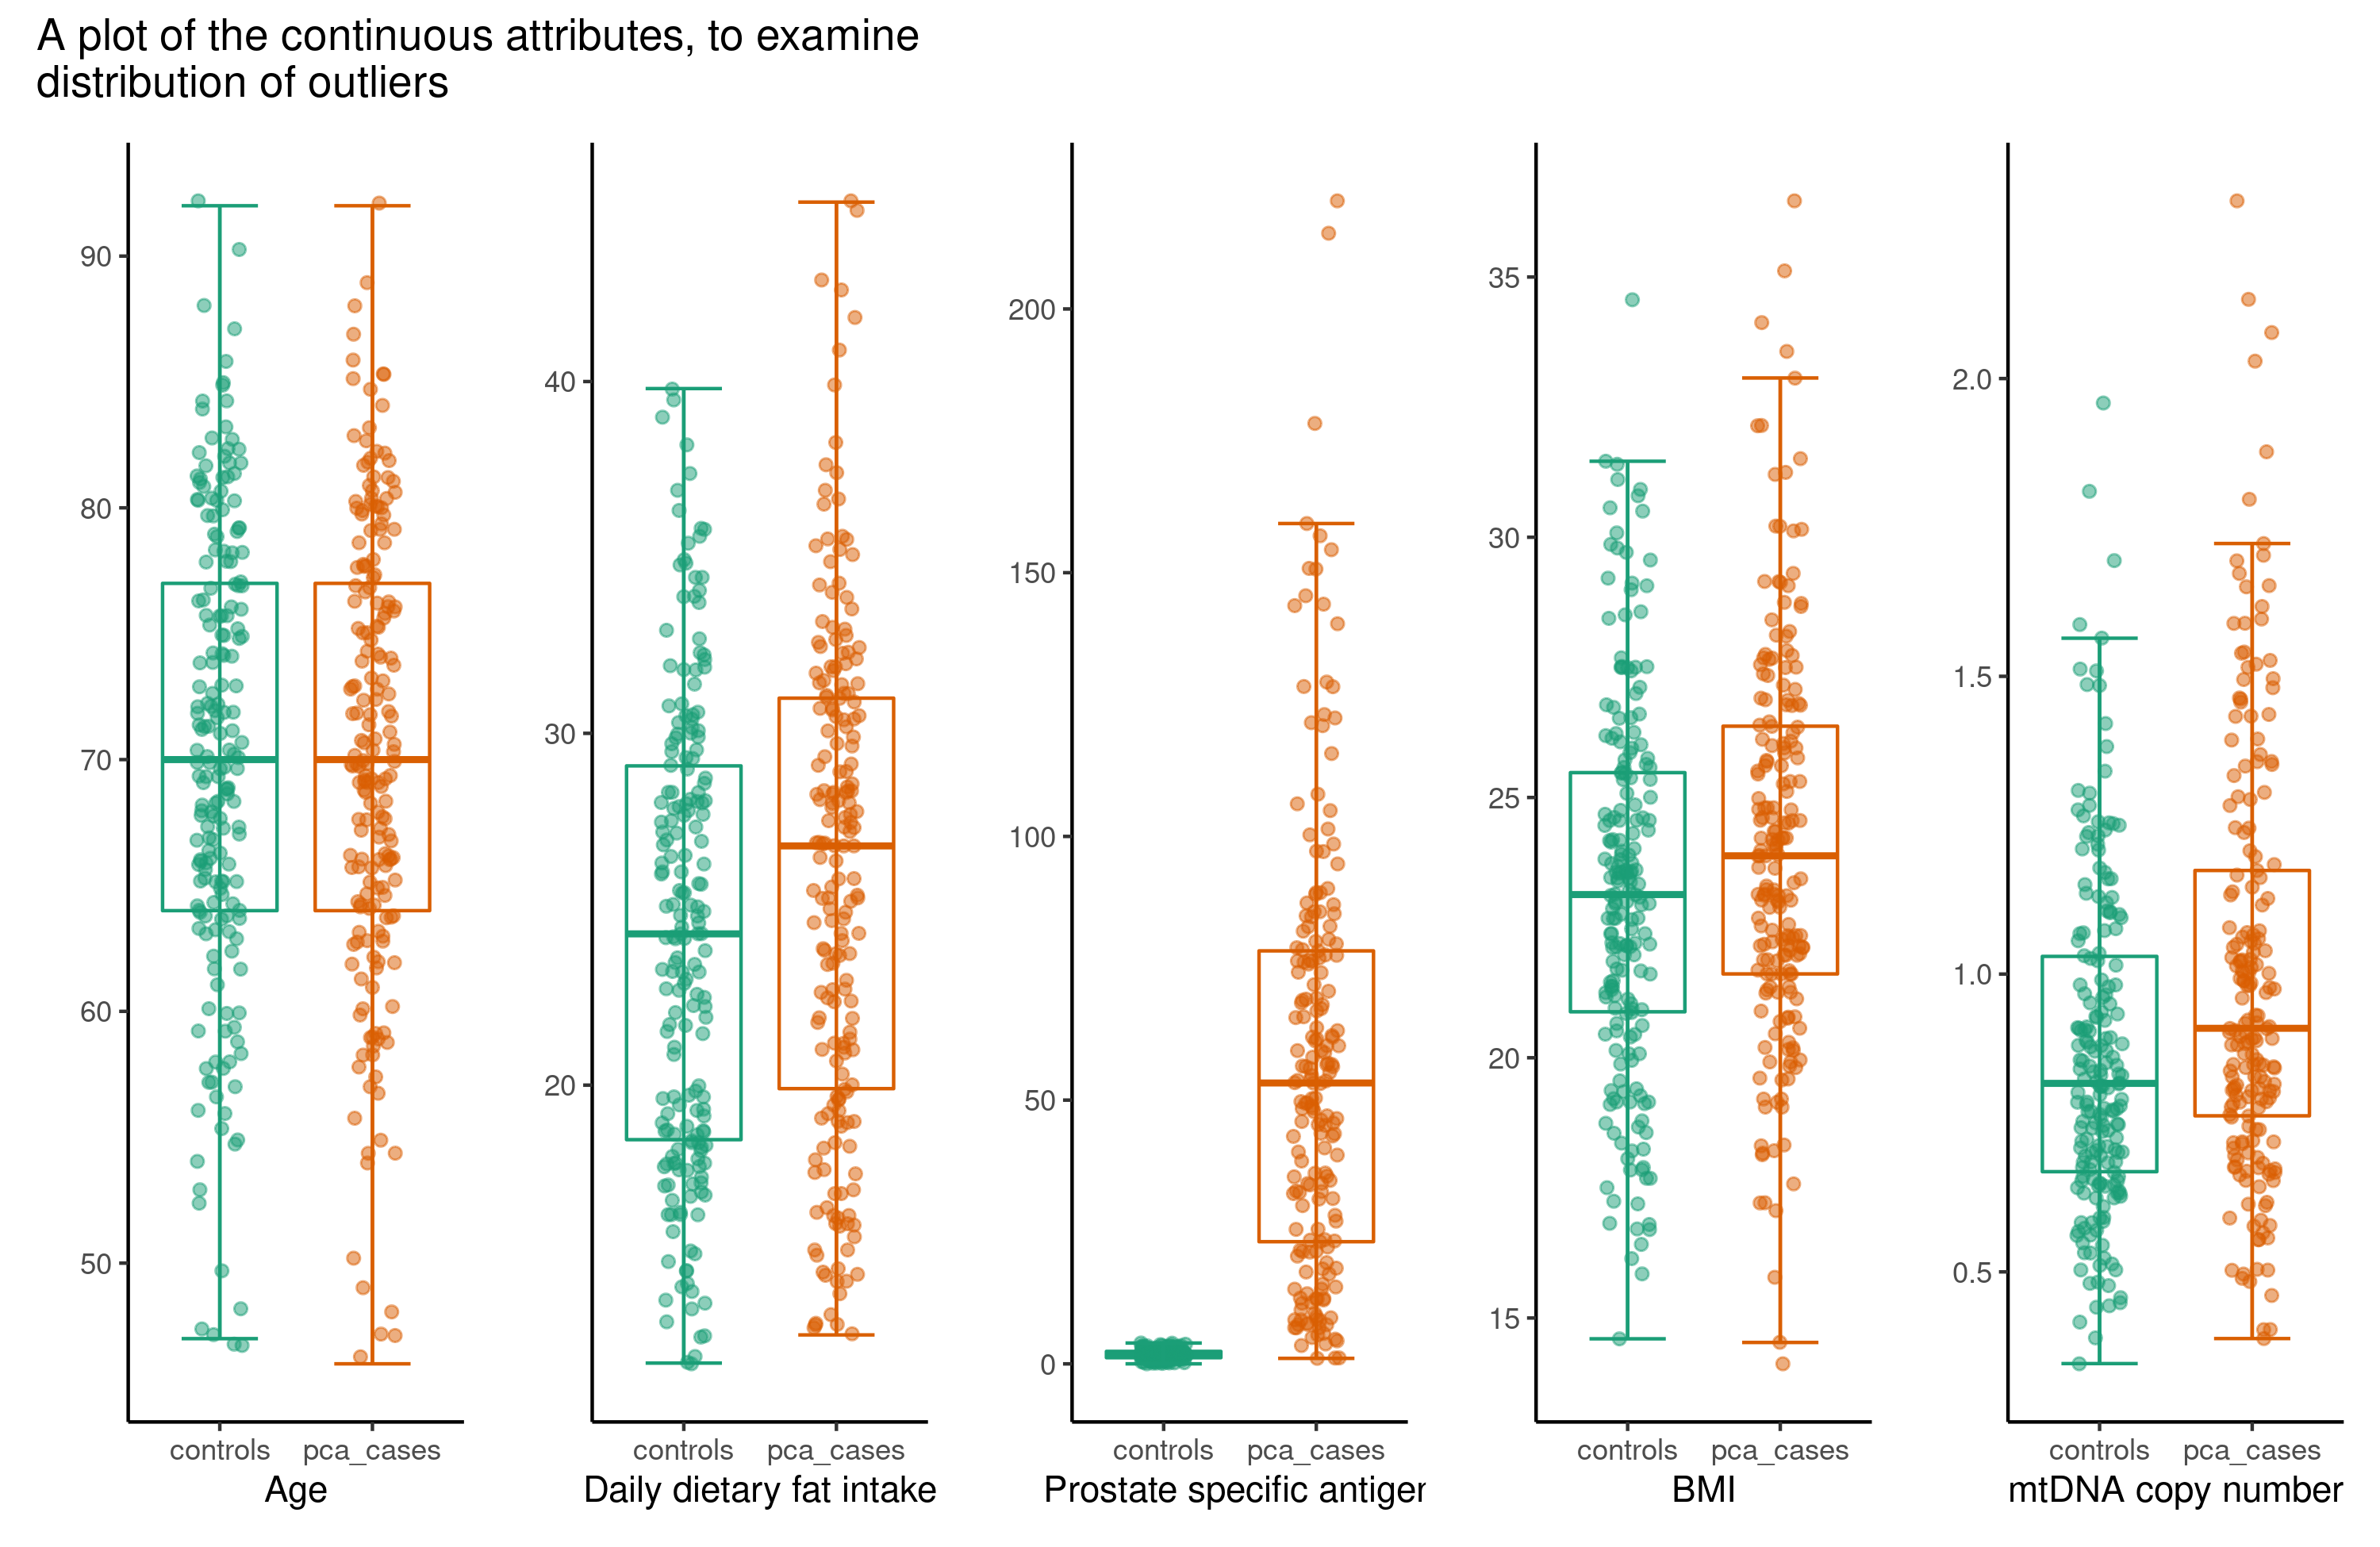 A plot of the continuous attributes, to examine
distribution of outliers
90
80
70
60
50
controls pca_cases
Age
40
30
20
controls pca_cases
Daily dietary fat intake
200
150
100
50
0
controls pca_cases
Prostate specific antigen
35
30
25
20
15
controls pca_cases
BMI
2.0
1.5
1.0
0.5
controls pca_cases
mtDNA copy number